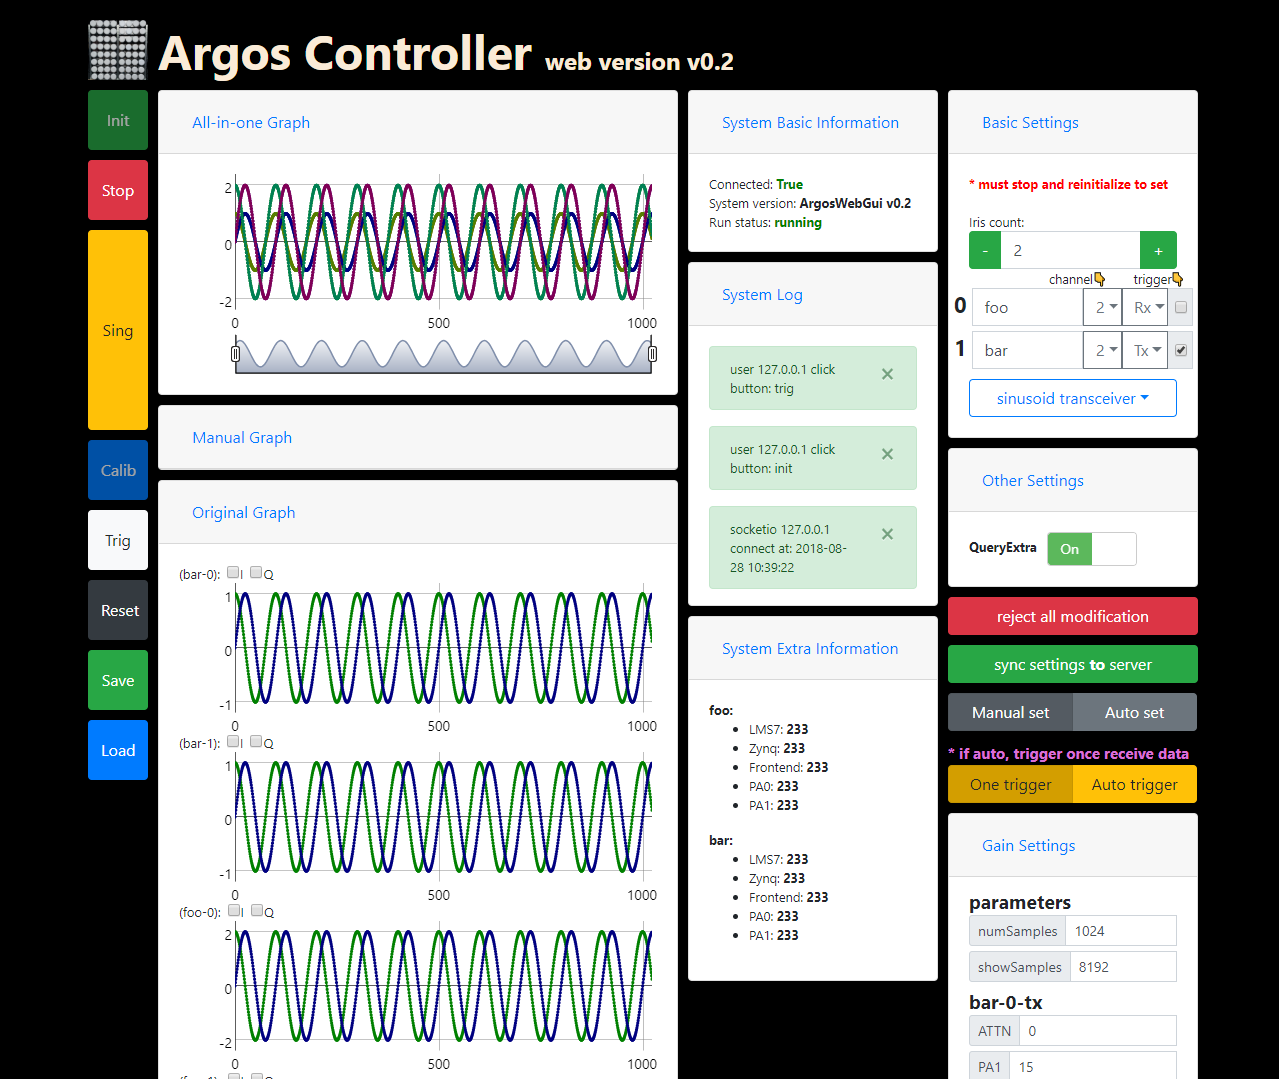 Argos Controller web version v0.2
Init
Stop
Sing
Calib
Trig
Reset
Save
Load
All-in-one Graph
2
0
-2
0 500 1000
Manual Graph
Original Graph
(bar-0): I Q
1
0
-1
0 500 1000
(bar-1): I Q
1
0
-1
0 500 1000
(foo-0): I Q
2
0
-2
0 500 1000
System Basic Information
Connected: True
System version: ArgosWebGui v0.2
Run status: running
System Log
user 127.0.0.1 click
button: trig
×
user 127.0.0.1 click
button: init
×
socketio 127.0.0.1
connect at: 2018-08-
28 10:39:22
×
System Extra Information
foo:
• LMS7: 233
• Zynq: 233
• Frontend: 233
• PA0: 233
• PA1: 233
bar:
• LMS7: 233
• Zynq: 233
• Frontend: 233
• PA0: 233
• PA1: 233
Basic Settings
* must stop and reinitialize to set
Iris count:
- 2 +
channel👇 trigger👇
0 foo 2 Rx
1 bar 2 Tx
sinusoid transceiver
Other Settings
QueryExtra On
reject all modification
sync settings to server
Manual set Auto set
* if auto, trigger once receive data
One trigger Auto trigger
Gain Settings
parameters
numSamples 1024
showSamples 8192
bar-0-tx
ATTN 0
PA1 15